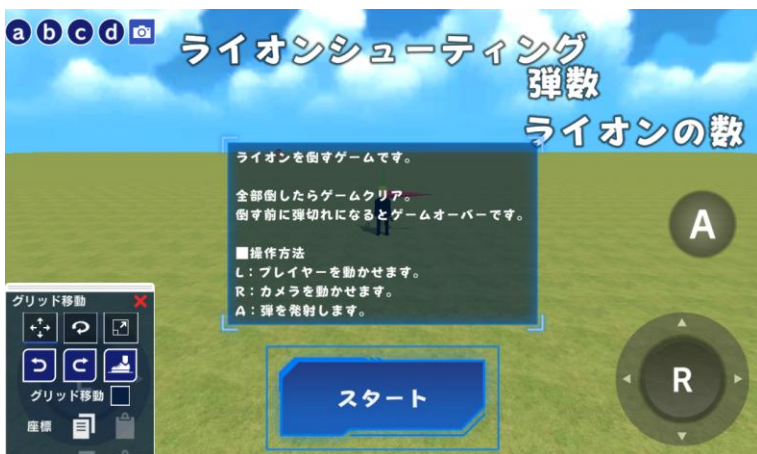 a b c d
ライオンシューティング
弾数
ライオンの数
ライオンを倒すゲームです。
全部倒したらゲームクリア。
倒す前に弾切れになるとゲームオーバーです。
■操作方法
L：プレイヤーを動かせます。
R：カメラを動かせます。
A：弾を発射します。
A
グリッド移動
グリッド移動
座標
スタート
R